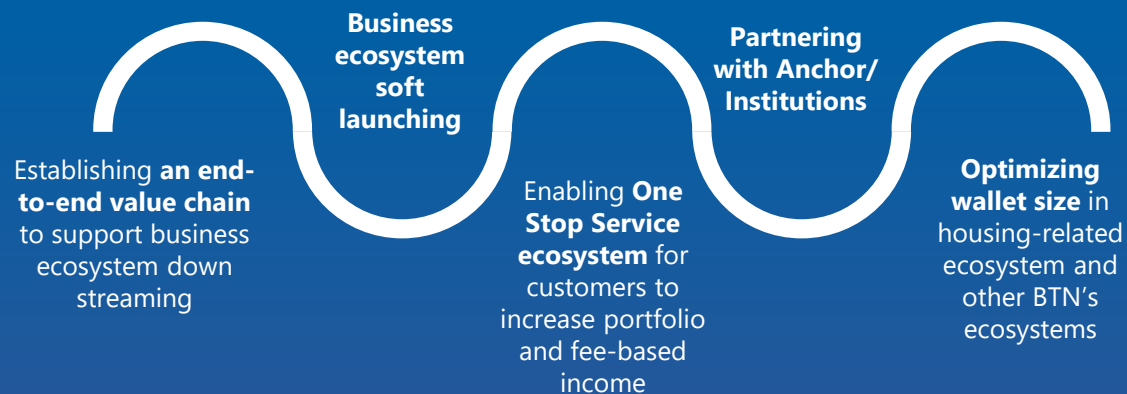 Establishing an end-
to-end value chain
to support business
ecosystem down
streaming
Business
ecosystem
soft
launching
Enabling One
Stop Service
ecosystem for
customers to
increase portfolio
and fee-based
income
Partnering
with Anchor/
Institutions
Optimizing
wallet size in
housing-related
ecosystem and
other BTN’s
ecosystems